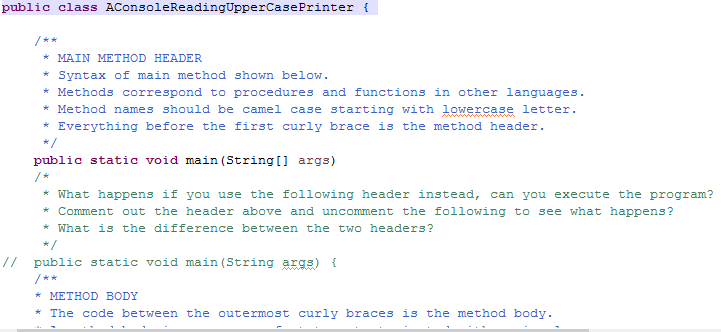 public class AConsoleReadingUpperCasePrinter {
/**
* MAIN METHOD HEADER
* Syntax of main method shown below.
* Methods correspond to procedures and functions in other languages.
* Method names should be camel case starting with lowercase letter.
* Everything before the first curly brace is the method header.
*/
public static void main(String[] args)
/*
* What happens if you use the following header instead, can you execute the program?
* Comment out the header above and uncomment the following to see what happens?
* What is the difference between the two headers?
*/
// public static void main(String args) {
/**
* METHOD BODY
* The code between the outermost curly braces is the method body.